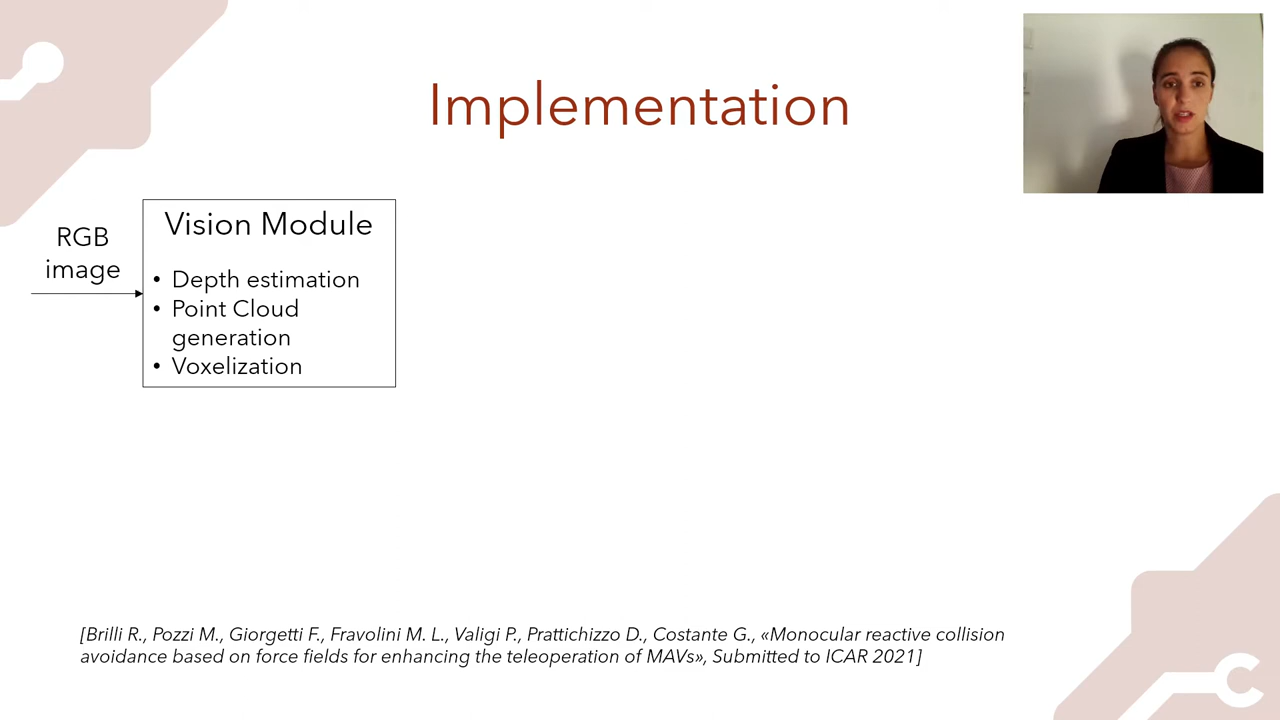 Implementation
RGB
image
Vision Module
• Depth estimation
• Point Cloud
generation
• Voxelization
[Brilli R., Pozzi M., Giorgetti F., Fravolini M. L., Valigi P., Prattichizzo D., Costante G., «Monocular reactive collision
avoidance based on force fields for enhancing the teleoperation of MAVs», Submitted to ICAR 2021]